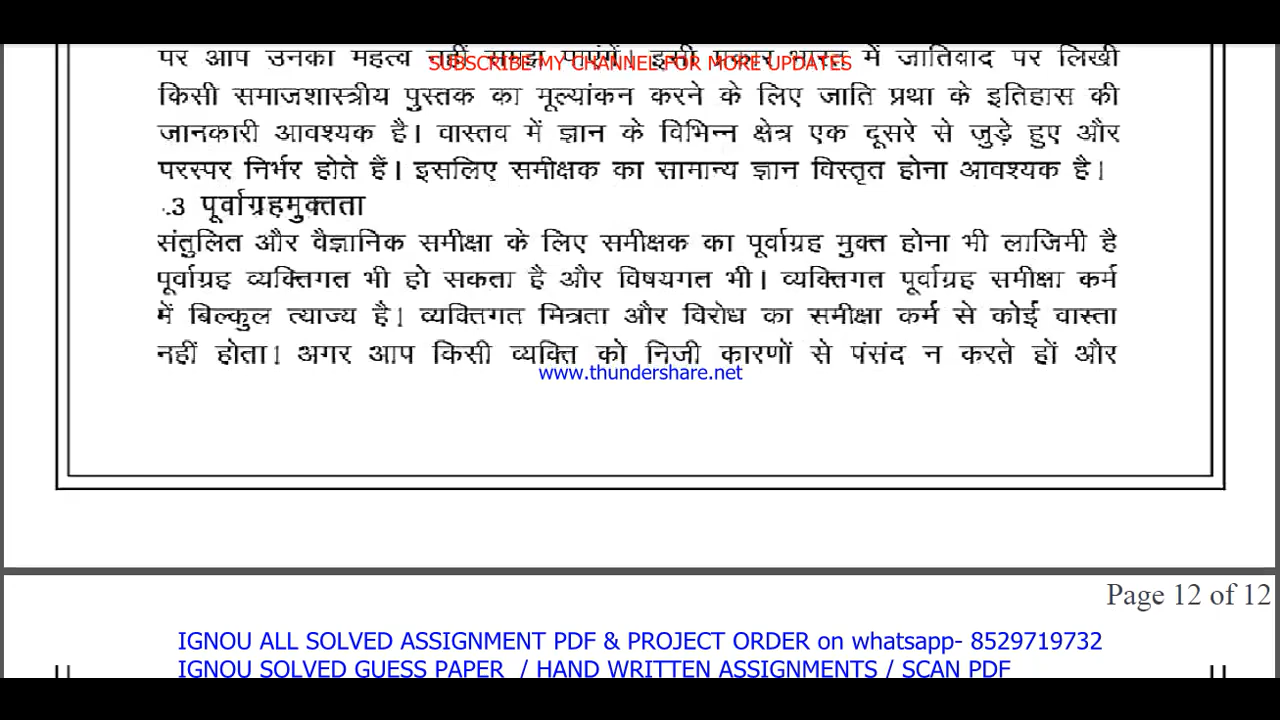 पर आप उनका महत्व नहीं समझ पाएंगें। इसी प्रकार भारत में जातिवाद पर लिखी
SUBSCRIBE MY CHANNEL FOR MORE UPDATES
किसी समाजशास्त्रीय पुस्तक का मूल्यांकन करने के लिए जाति प्रथा के इतिहास की
जानकारी आवश्यक है। वास्तव में ज्ञान के विभिन्न क्षेत्र एक दूसरे से जुड़े हुए और
परस्पर निर्भर होते हैं। इसलिए समीक्षक का सामान्य ज्ञान विस्तृत होना आवश्यक है।
.3 पूर्वाग्रहमुक्तता
संतुलित और वैज्ञानिक समीक्षा के लिए समीक्षक का पूर्वाग्रह मुक्त होना भी लाजिमी है
पूर्वाग्रह व्यक्तिगत भी हो सकता है और विषयगत भी। व्यक्तिगत पूर्वाग्रह समीक्षा कर्म
में बिल्कुल त्याज्य है। व्यक्तिगत मित्रता और विरोध का समीक्षा कर्म से कोई वास्ता
नहीं होता। अगर आप किसी व्यक्ति को निजी कारणों से पंसंद न करते हों और
www.thundershare.net
Page 12 of 12
IGNOU ALL SOLVED ASSIGNMENT PDF & PROJECT ORDER on whatsapp- 8529719732
IGNOU SOLVED GUESS PAPER / HAND WRITTEN ASSIGNMENTS / SCAN PDF